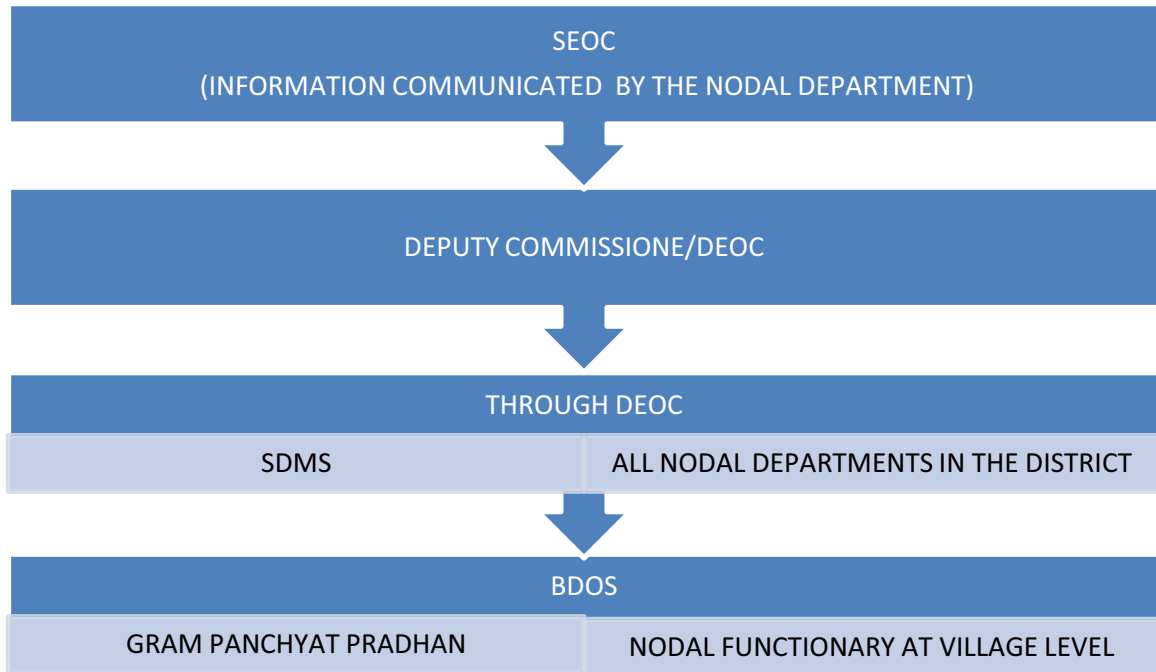 SEOC
(INFORMATION COMMUNICATED BY THE NODAL DEPARTMENT)
DEPUTY COMMISSIONE/DEOC
THROUGH DEOC
SDMS
ALL NODAL DEPARTMENTS IN THE DISTRICT
BDOS
GRAM PANCHYAT PRADHAN
NODAL FUNCTIONARY AT VILLAGE LEVEL